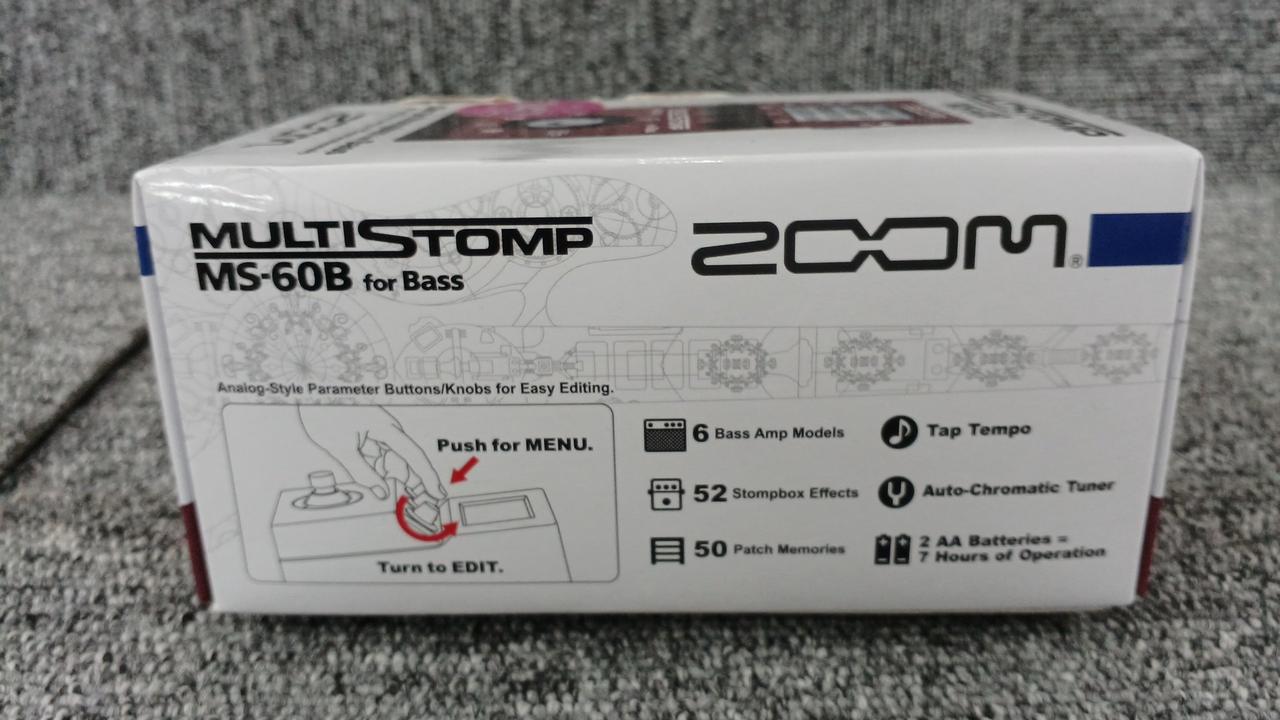 MULTISTOMP
MS-60B for Bass
ZOOM®
Analog-Style Parameter Buttons/Knobs for Easy Editing.
Push for MENU.
Turn to EDIT.
6 Bass Amp Models
52 Stompbox Effects
50 Patch Memories
Tap Tempo
Auto-Chromatic Tuner
2 AA Batteries =
7 Hours of Operation